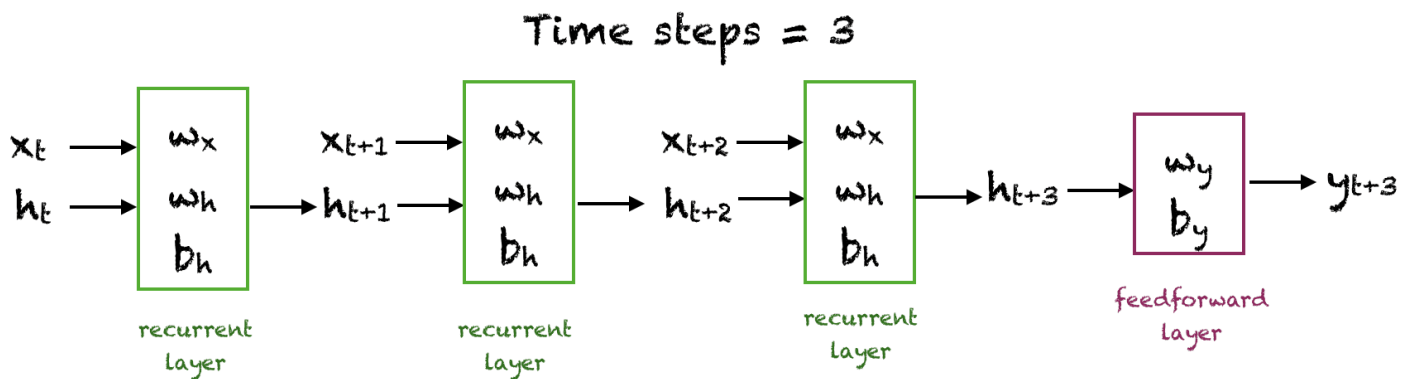 Time steps = 3
xt
ht
wx
wh
bh
recurrent
layer
xt+1
ht+1
wx
wh
bh
recurrent
layer
xt+2
ht+2
wx
wh
bh
recurrent
layer
ht+3
wy
by
feedforward
layer
yt+3